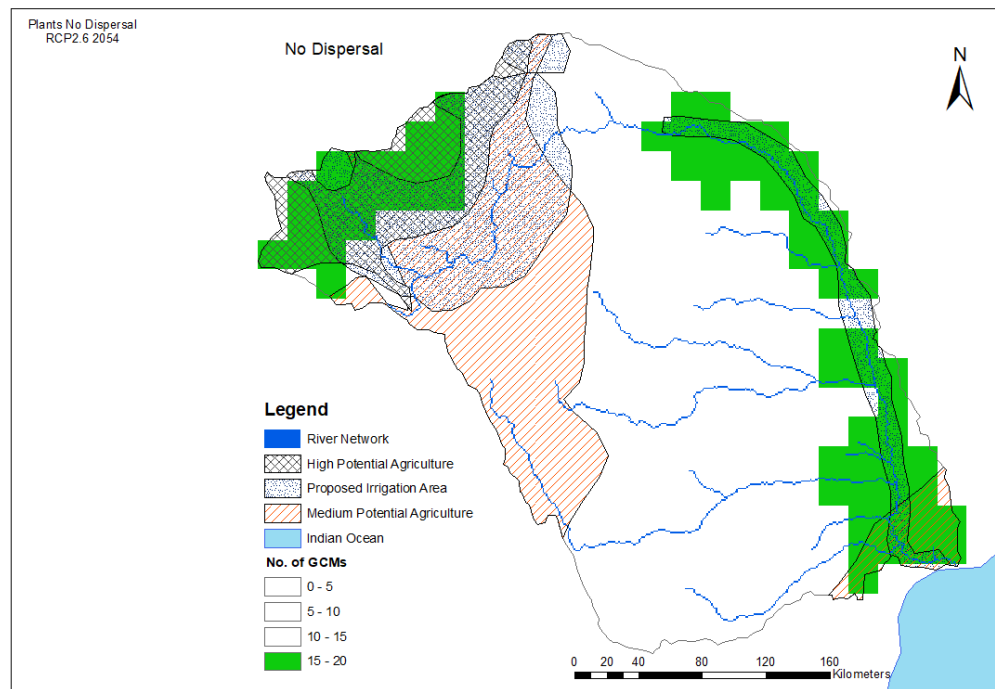 Plants No Dispersal
RCP2.6 2054
No Dispersal
N
Legend
River Network
High Potential Agriculture
Proposed Irrigation Area
Medium Potential Agriculture
Indian Ocean
No. of GCMs
0 - 5
5 - 10
10 - 15
15 - 20
0 20 40 80 120 160
Kilometers